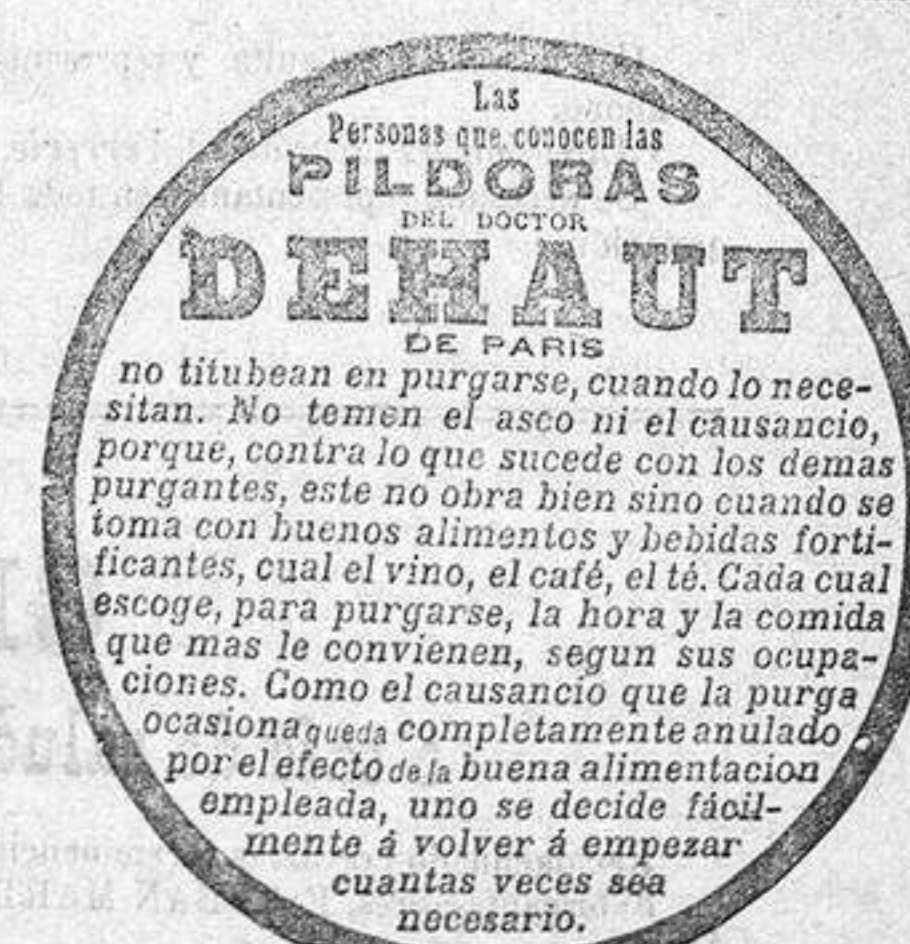 Las
Personas que conocen las
PILDORAS
DEL DOCTOR
DEHAUT
DE PARIS
no titubean en purgarse, cuando lo nece-
sitan. No temen el asco ni el causancio,
porque, contra lo que sucede con los demas
purgantes, este no obra bien sino cuando se
toma con buenos alimentos y bebidas forti-
ficantes, cual el vino, el café, el té. Cada cual
escoge, para purgarse, la hora y la comida
que mas le convienen, segun sus ocupa-
ciones. Como el causancio que la purga
ocasiona queda completamente anulado
por el efecto de la buena alimentacion
empleada, uno se decide fácil-
mente á volver á empezar
cuantas veces sea
necesario.